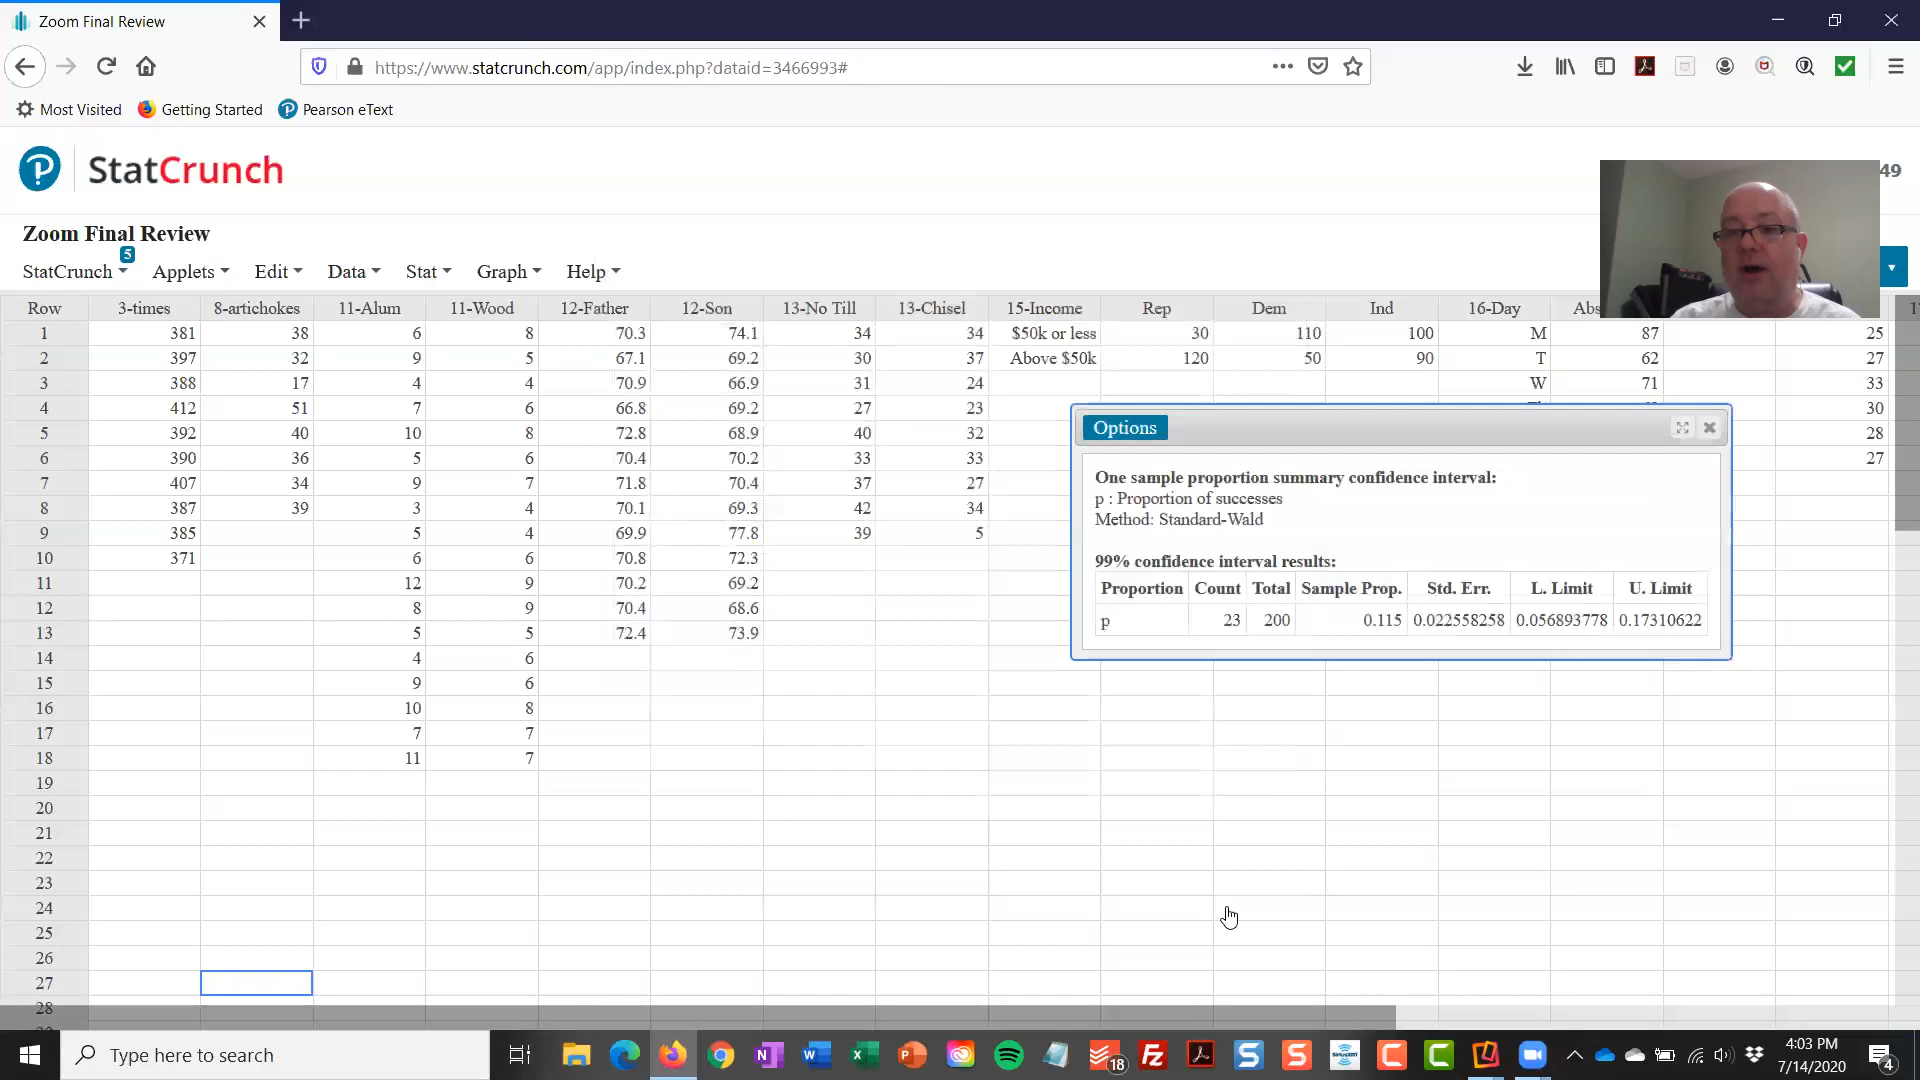 Zoom Final Review
https://www.statcrunch.com/app/index.php?dataid=3466993#
Most Visited Getting Started Pearson eText
StatCrunch
49
Zoom Final Review
5
StatCrunch Applets Edit Data Stat Graph Help
Row 3-times 8-artichokes 11-Alum 11-Wood 12-Father 12-Son 13-No Till 13-Chisel 15-Income Rep Dem Ind 16-Day Abs
1 381 38 6 8 70.3 74.1 34 34 $50k or less 30 110 100 M 87 25
2 397 32 9 5 67.1 69.2 30 37 Above $50k 120 50 90 T 62 27
3 388 17 4 4 70.9 66.9 31 24 W 71 33
4 412 51 7 6 66.8 69.2 27 23 30
5 392 40 10 8 72.8 68.9 40 32 28
6 390 36 5 6 70.4 70.2 33 33 27
7 407 34 9 7 71.8 70.4 37 27
8 387 39 3 4 70.1 69.3 42 34
9 385 5 4 69.9 77.8 39 5
10 371 6 6 70.8 72.3
11 12 9 70.2 69.2
12 8 9 70.4 68.6
13 5 5 72.4 73.9
14 4 6
15 9 6
16 10 8
17 7 7
18 11 7
19
20
21
22
23
24
25
26
27
28
Options
One sample proportion summary confidence interval:
p : Proportion of successes
Method: Standard-Wald
99% confidence interval results:
Proportion Count Total Sample Prop. Std. Err. L. Limit U. Limit
p 23 200 0.115 0.022558258 0.056893778 0.17310622
Type here to search
18
4:03 PM
7/14/2020
4